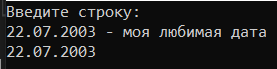 Введите строку:
22.07.2003 - моя любимая дата
22.07.2003